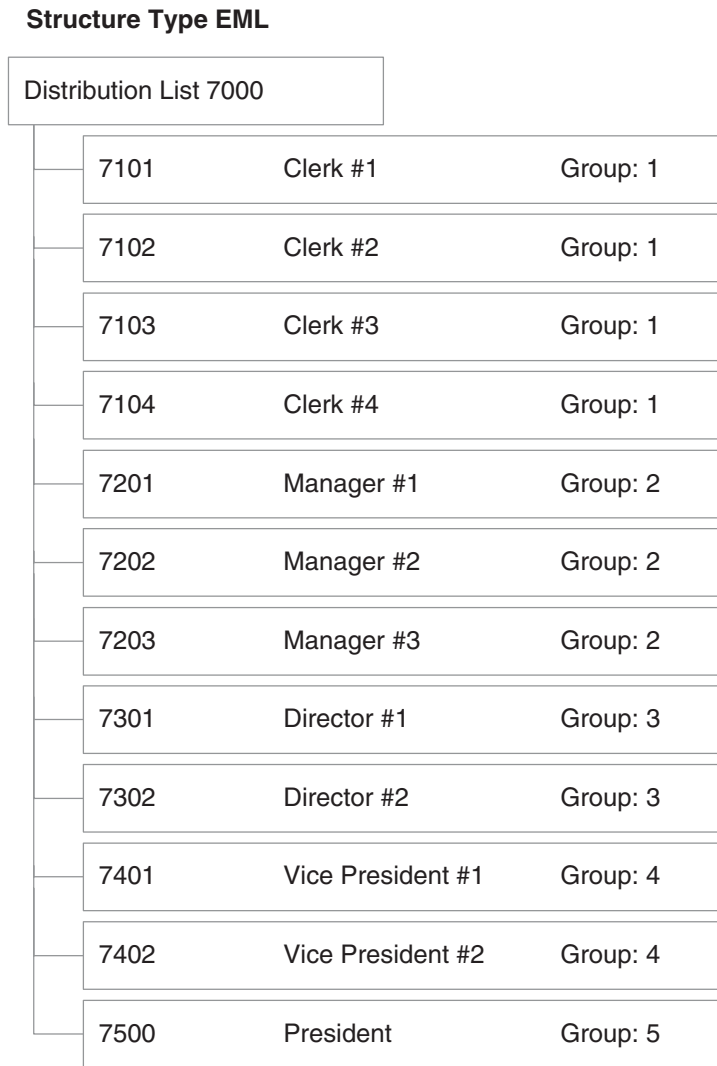 Structure Type EML
Distribution List 7000
7101 Clerk #1 Group: 1
7102 Clerk #2 Group: 1
7103 Clerk #3 Group: 1
7104 Clerk #4 Group: 1
7201 Manager #1 Group: 2
7202 Manager #2 Group: 2
7203 Manager #3 Group: 2
7301 Director #1 Group: 3
7302 Director #2 Group: 3
7401 Vice President #1 Group: 4
7402 Vice President #2 Group: 4
7500 President Group: 5